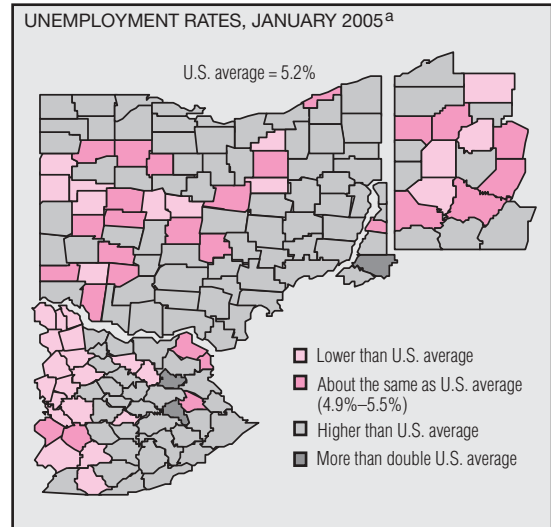 UNEMPLOYMENT RATES, JANUARY 2005ᵃ
U.S. average = 5.2%
Lower than U.S. average
About the same as U.S. average
(4.9%–5.5%)
Higher than U.S. average
More than double U.S. average